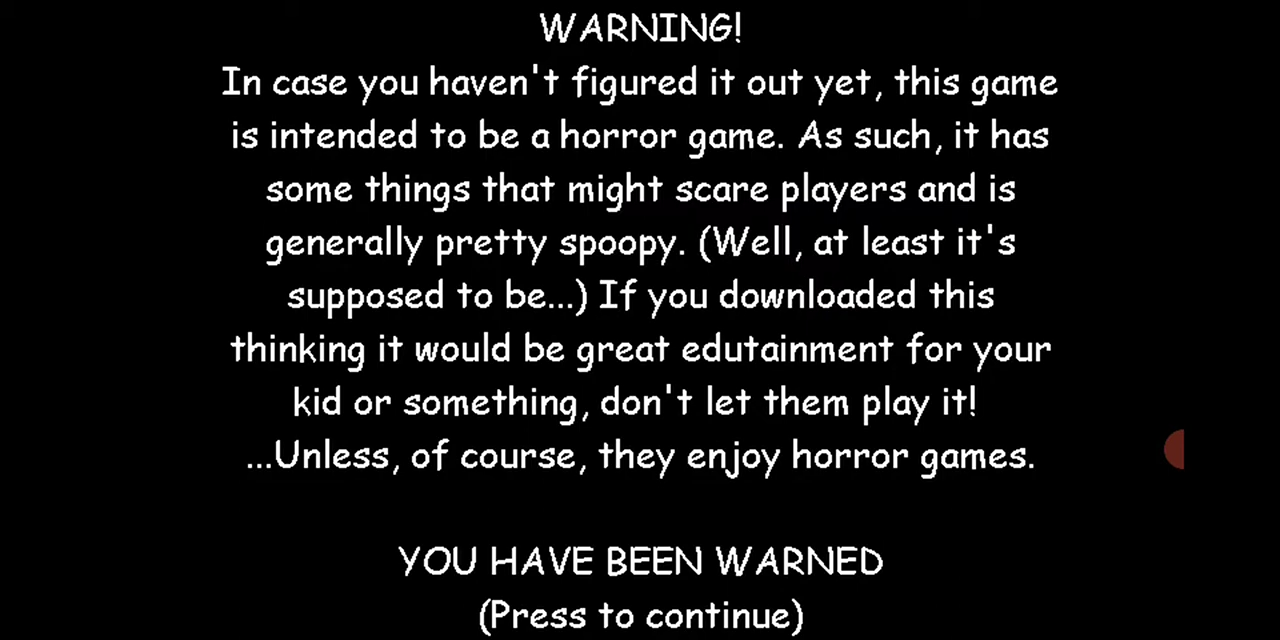 WARNING!
In case you haven't figured it out yet, this game
is intended to be a horror game. As such, it has
some things that might scare players and is
generally pretty spoopy. (Well, at least it's
supposed to be...) If you downloaded this
thinking it would be great edutainment for your
kid or something, don't let them play it!
...Unless, of course, they enjoy horror games.
YOU HAVE BEEN WARNED
(Press to continue)